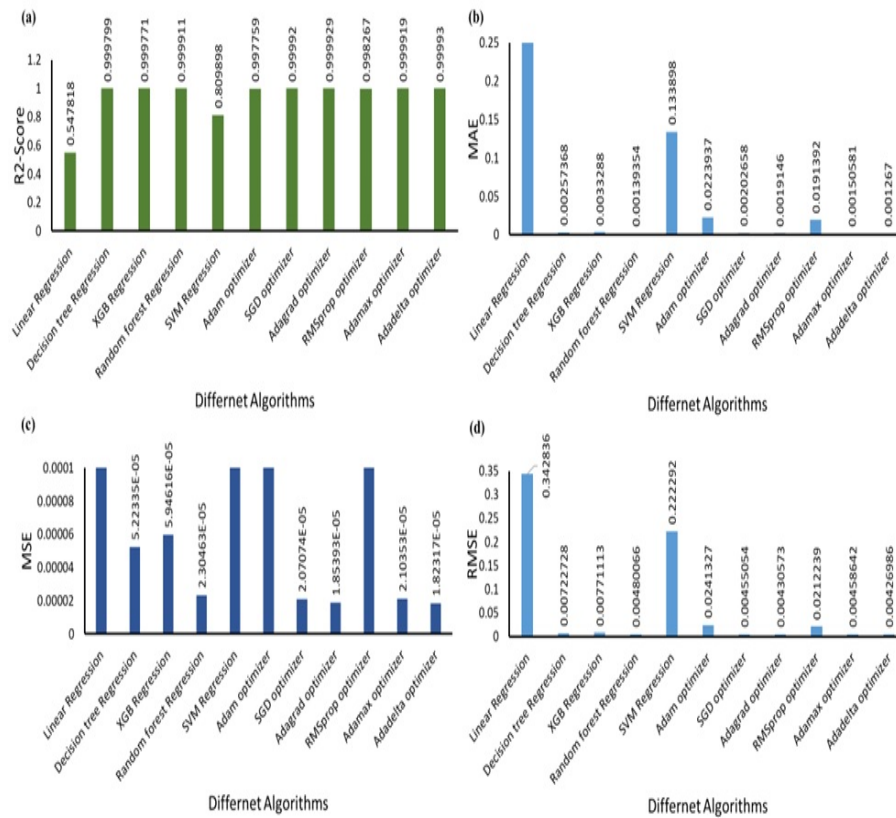 (a)
R2-Score
1.2
1
0.8
0.6
0.4
0.2
0
0.547818
0.999799
0.999771
0.999911
0.809898
0.997759
0.99992
0.999929
0.998267
0.999919
0.99993
Linear Regression
Decision tree Regression
XGB Regression
Random forest Regression
SVM Regression
Adam optimizer
SGD optimizer
Adagrad optimizer
RMSprop optimizer
Adamax optimizer
Adadelta optimizer
Differnet Algorithms
(b)
MAE
0.25
0.2
0.15
0.1
0.05
0
0.00257368
0.0033288
0.00139354
0.133898
0.0223937
0.00202658
0.0019146
0.0191392
0.00150581
0.001267
Linear Regression
Decision tree Regression
XGB Regression
Random forest Regression
SVM Regression
Adam optimizer
SGD optimizer
Adagrad optimizer
RMSprop optimizer
Adamax optimizer
Adadelta optimizer
Differnet Algorithms
(c)
MSE
0.0001
0.00008
0.00006
0.00004
0.00002
0
5.22335E-05
5.94616E-05
2.30463E-05
2.07074E-05
1.85393E-05
2.10353E-05
1.82317E-05
Linear Regression
Decision tree Regression
XGB Regression
Random forest Regression
SVM Regression
Adam optimizer
SGD optimizer
Adagrad optimizer
RMSprop optimizer
Adamax optimizer
Adadelta optimizer
Differnet Algorithms
(d)
RMSE
0.35
0.3
0.25
0.2
0.15
0.1
0.05
0
0.342836
0.00722728
0.00771113
0.00480066
0.222292
0.0241327
0.00455054
0.00430573
0.0212239
0.00458642
0.00426986
Linear Regression
Decision tree Regression
XGB Regression
Random forest Regression
SVM Regression
Adam optimizer
SGD optimizer
Adagrad optimizer
RMSprop optimizer
Adamax optimizer
Adadelta optimizer
Differnet Algorithms